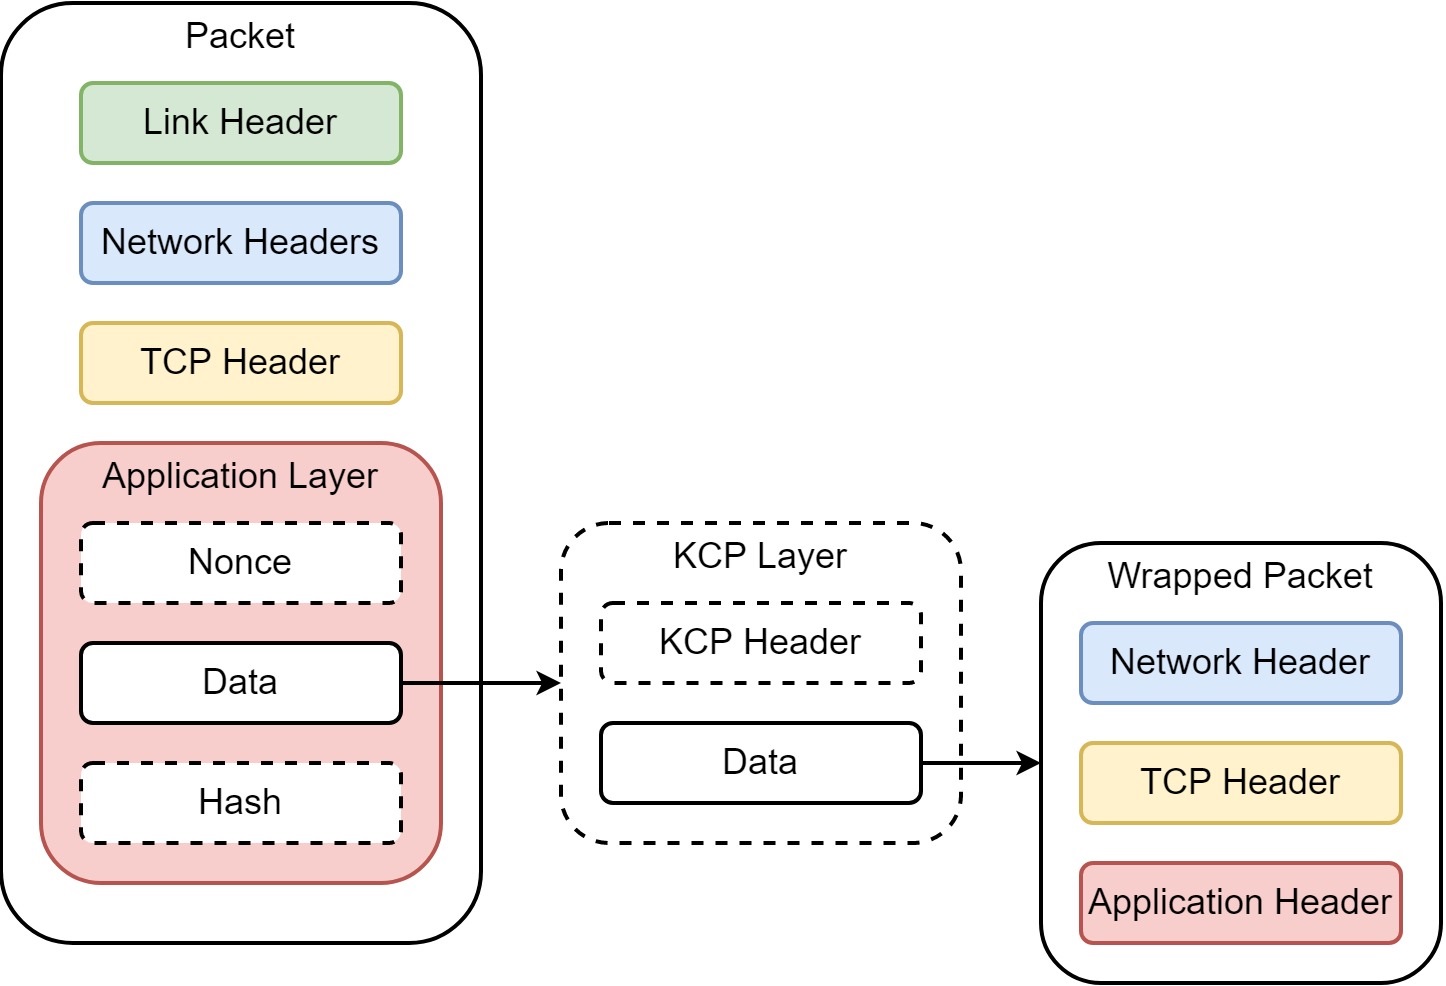 Packet
Link Header
Network Headers
TCP Header
Application Layer
Nonce
Data
Hash
KCP Layer
KCP Header
Data
Wrapped Packet
Network Header
TCP Header
Application Header